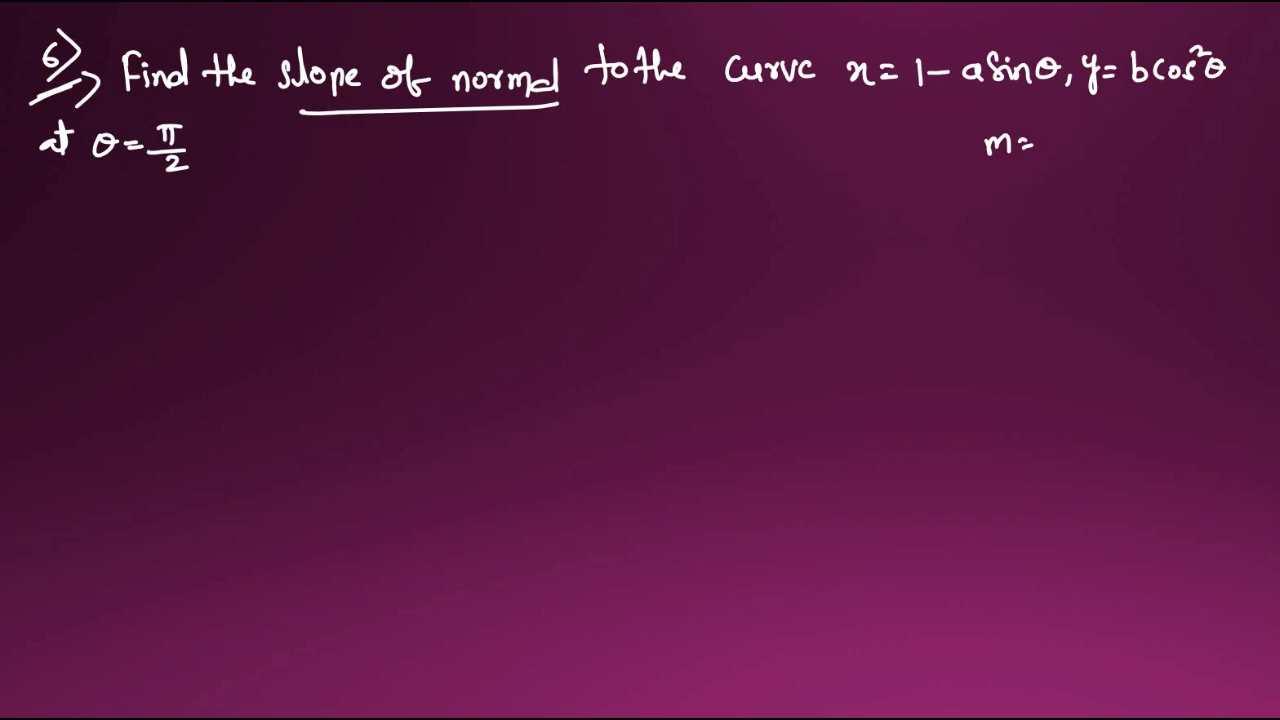 6) Find the slope of normal to the curve x = 1 - a sinθ, y = b cos²θ
at θ = π/2
m =